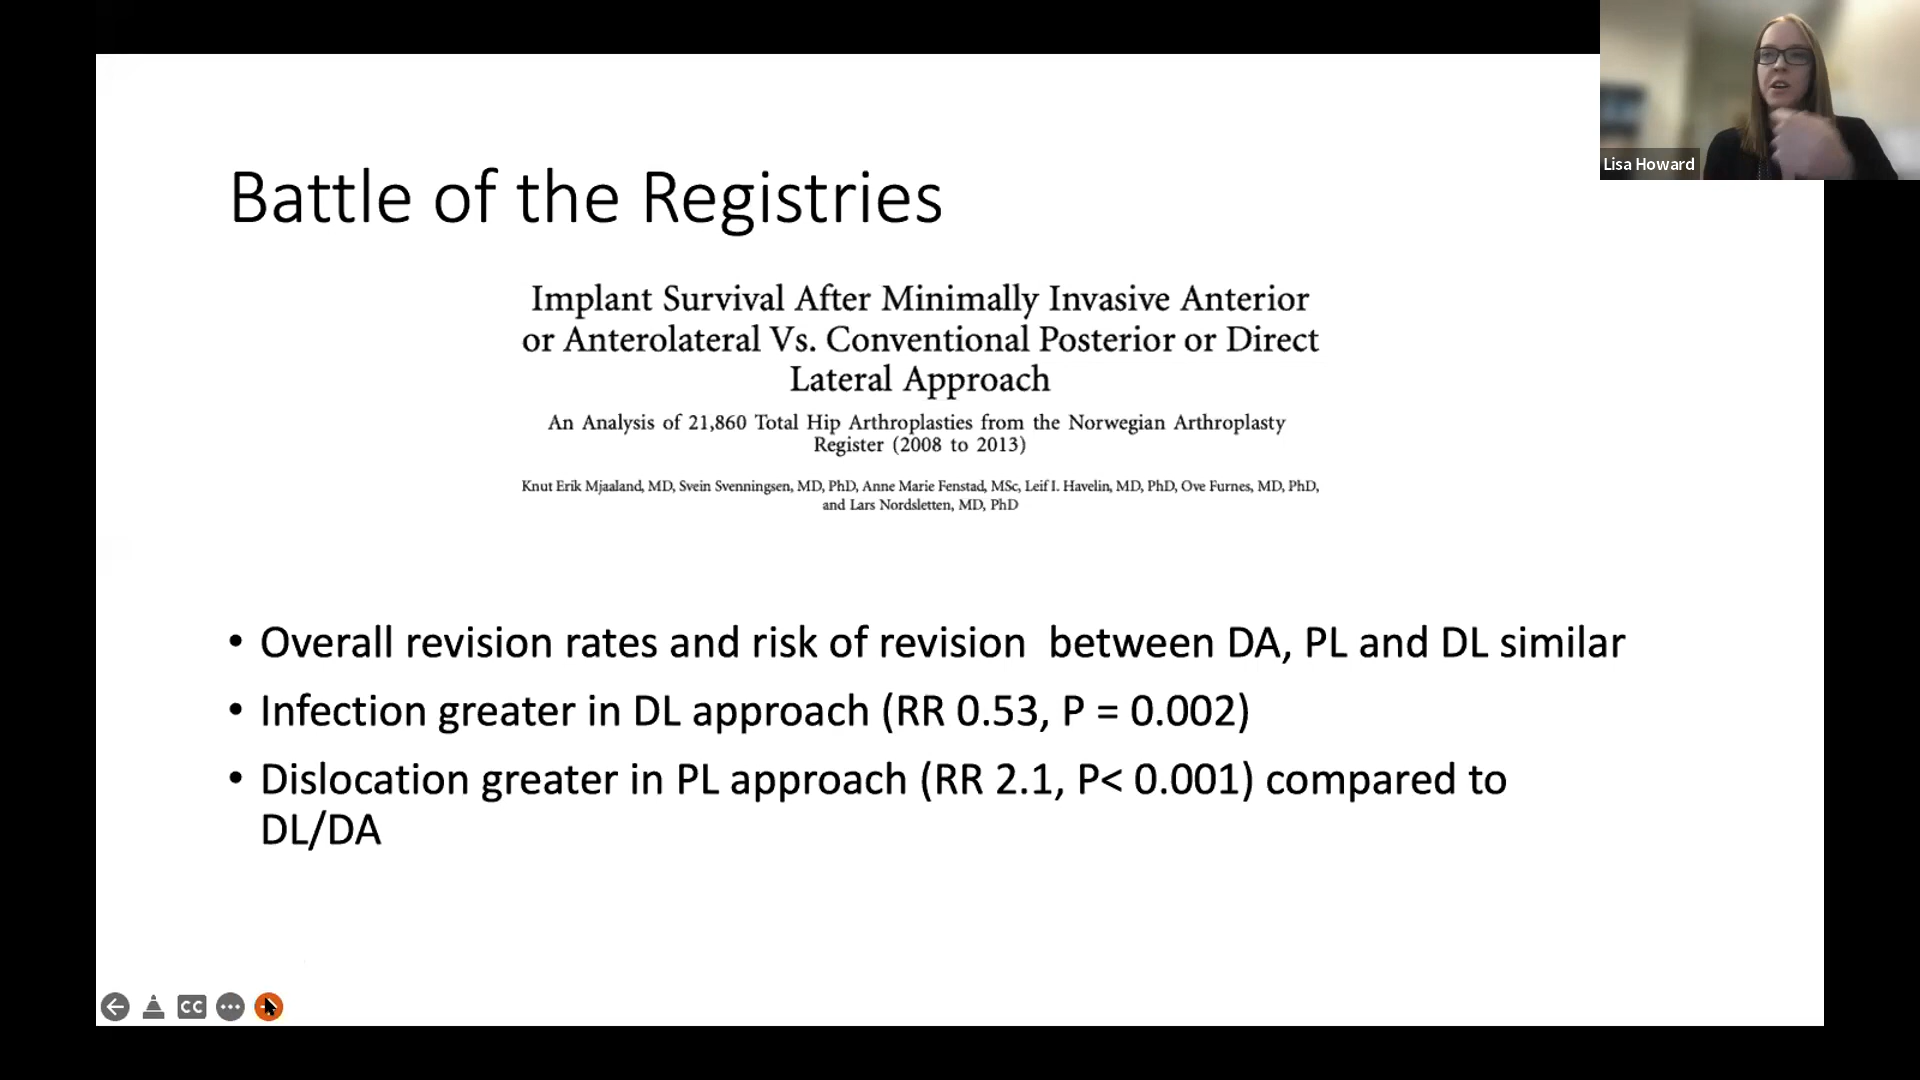 Lisa Howard
Battle of the Registries
Implant Survival After Minimally Invasive Anterior
or Anterolateral Vs. Conventional Posterior or Direct
Lateral Approach
An Analysis of 21,860 Total Hip Arthroplasties from the Norwegian Arthroplasty
Register (2008 to 2013)
Knut Erik Mjaaland, MD, Svein Svenningsen, MD, PhD, Anne Marie Fenstad, MSc, Leif I. Havelin, MD, PhD, Ove Furnes, MD, PhD,
and Lars Nordsletten, MD, PhD
• Overall revision rates and risk of revision  between DA, PL and DL similar
• Infection greater in DL approach (RR 0.53, P = 0.002)
• Dislocation greater in PL approach (RR 2.1, P< 0.001) compared to
DL/DA
CC